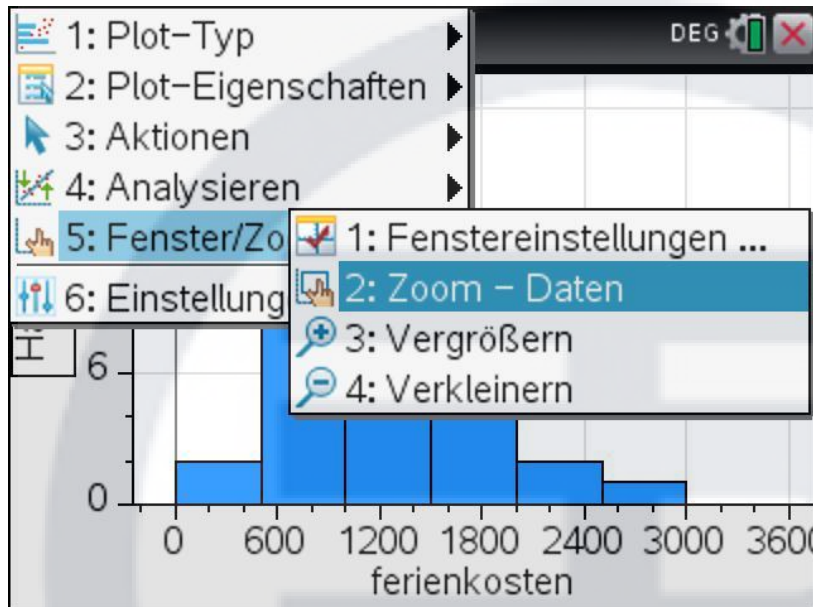 1: Plot-Typ
DEG
2: Plot-Eigenschaften
3: Aktionen
4: Analysieren
5: Fenster/Zo
1: Fenstereinstellungen ...
2: Zoom - Daten
6: Einstellung
3: Vergrößern
4: Verkleinern
6
0
0 600 1200 1800 2400 3000 3600
ferienkosten